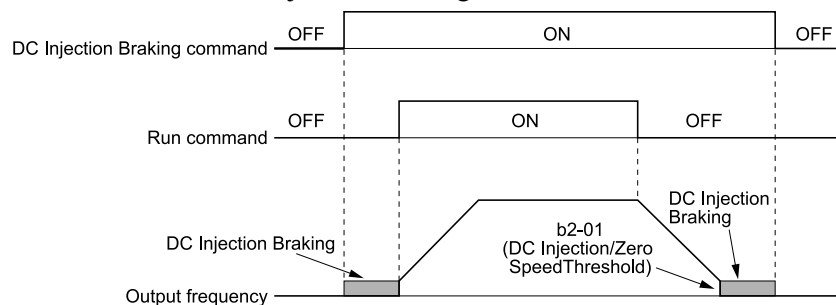 OFF
ON
OFF
DC Injection Braking command
OFF
ON
OFF
Run command
DC Injection Braking
b2-01
(DC Injection/Zero
SpeedThreshold)
DC Injection
Braking
Output frequency